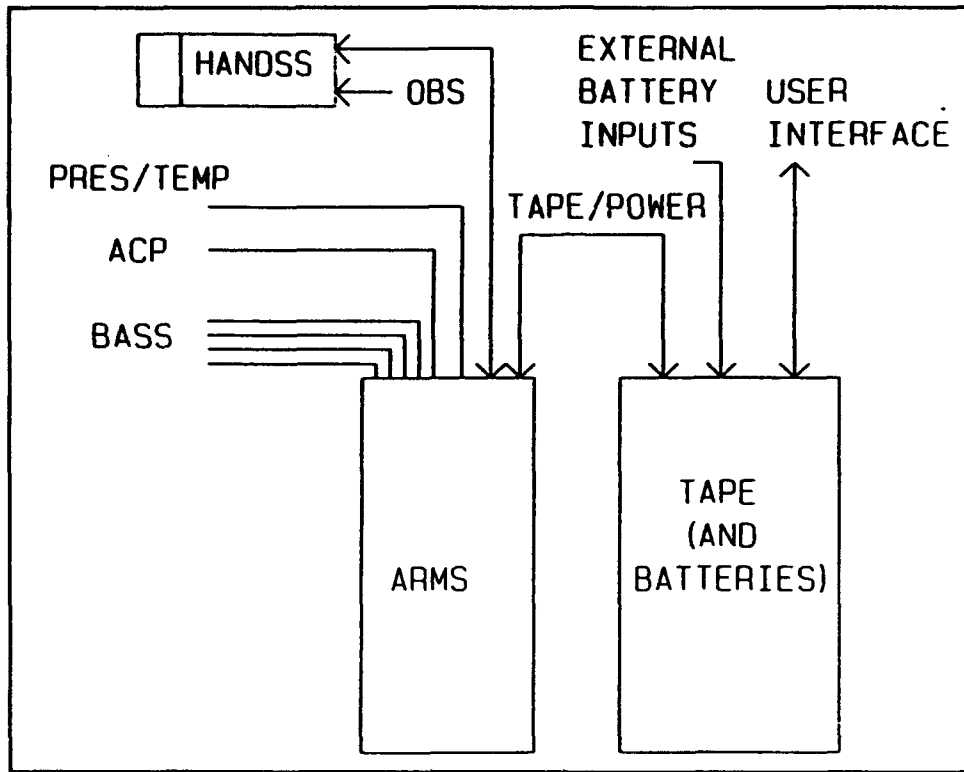 HANDSS
OBS
EXTERNAL
BATTERY
INPUTS
USER
INTERFACE
PRES/TEMP
TAPE/POWER
ACP
BASS
ARMS
TAPE
(AND
BATTERIES)